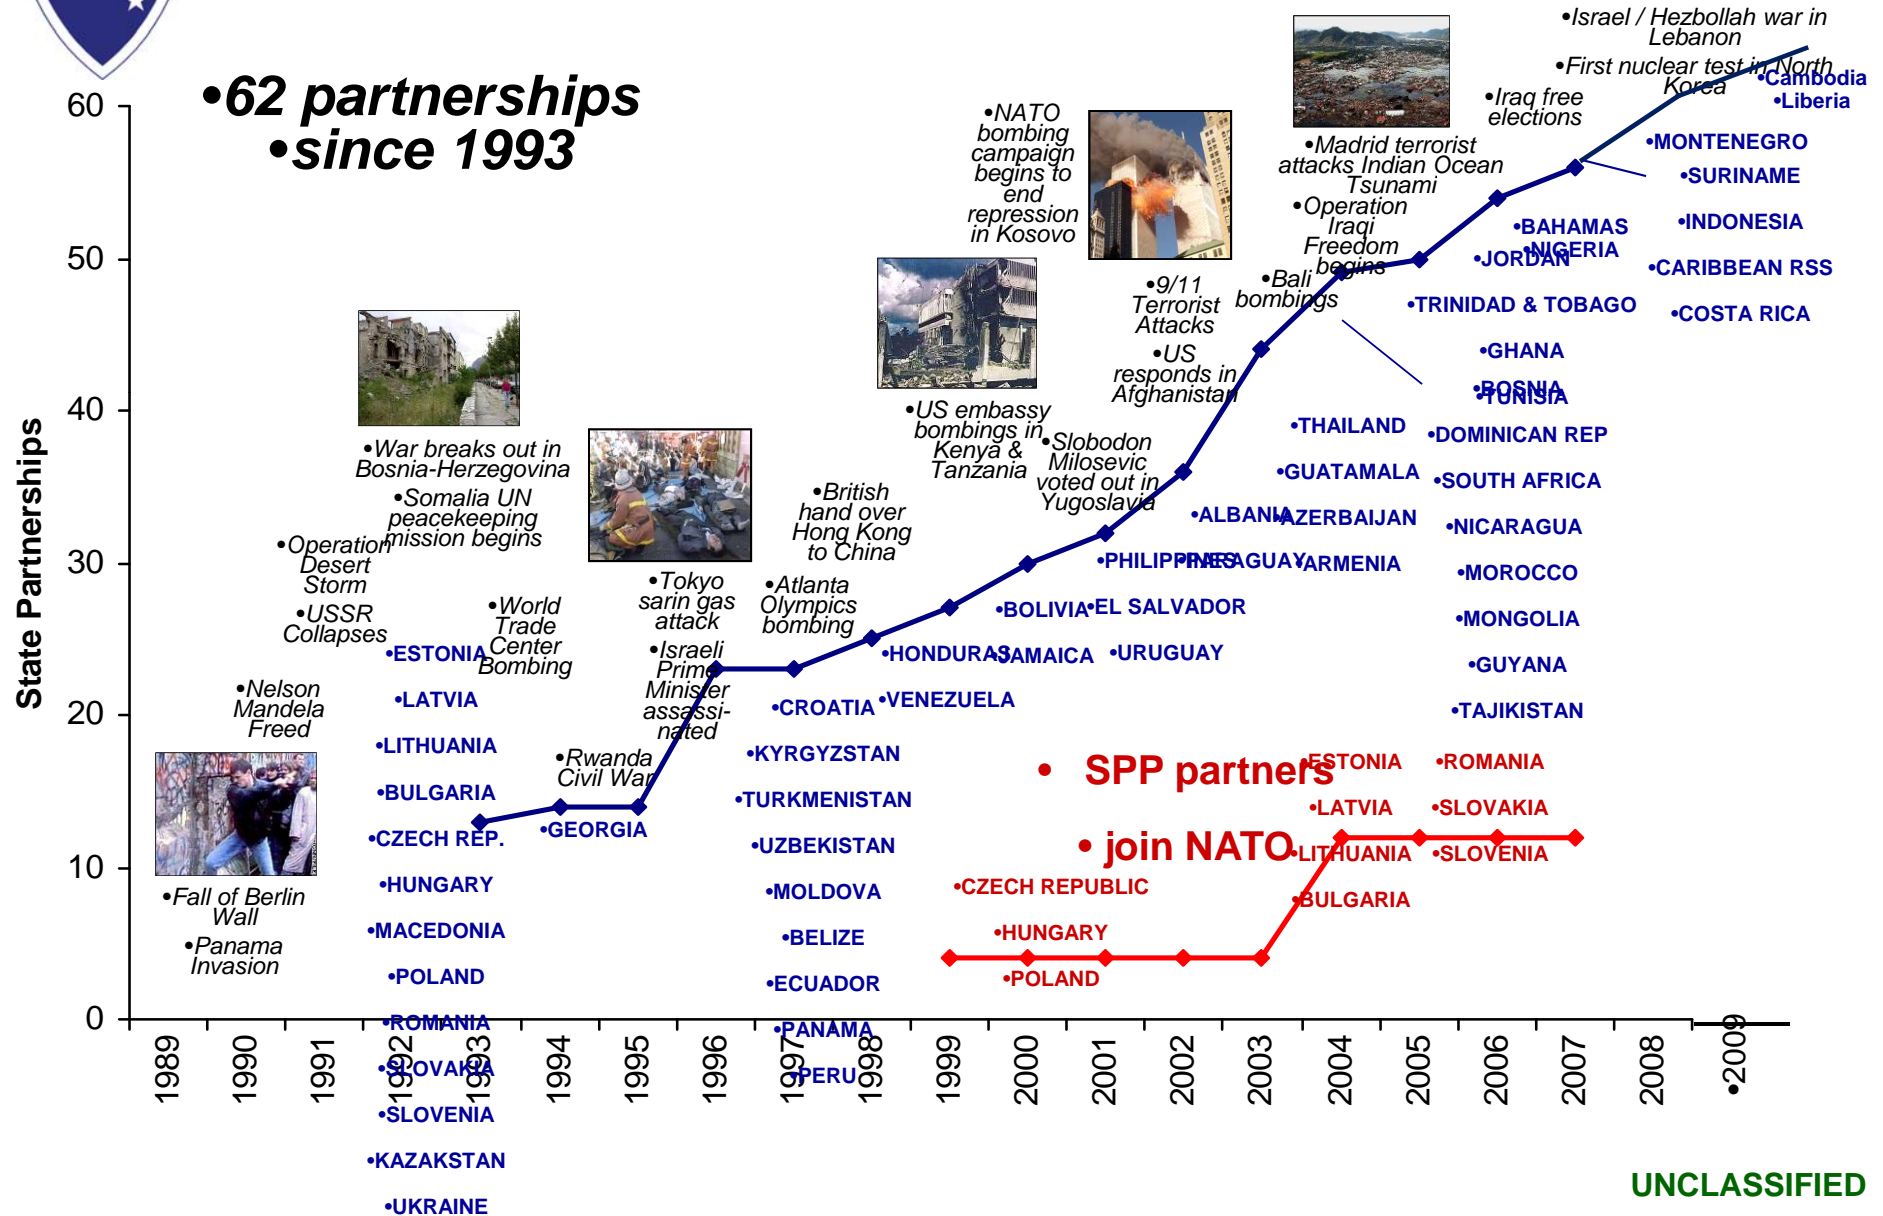 •62 partnerships
•since 1993
State Partnerships
60
50
40
30
20
10
0
•Fall of Berlin
Wall
•Panama
Invasion
•Nelson
Mandela
Freed
•Operation
Desert
Storm
•USSR
Collapses
•War breaks out in
Bosnia-Herzegovina
•Somalia UN
peacekeeping
mission begins
•World
Trade
Center
Bombing
•Rwanda
Civil War
•Tokyo
sarin gas
attack
•Israeli
Prime
Minister
assassi-
nated
•Atlanta
Olympics
bombing
•British
hand over
Hong Kong
to China
•US embassy
bombings in
Kenya &
Tanzania
•NATO
bombing
campaign
begins to
end
repression
in Kosovo
•Slobodon
Milosevic
voted out in
Yugoslavia
•9/11
Terrorist
Attacks
•US
responds in
Afghanistan
•Bali
bombings
•Madrid terrorist
attacks Indian Ocean
Tsunami
•Operation
Iraqi
Freedom
begins
•Iraq free
elections
•Israel / Hezbollah war in
Lebanon
•First nuclear test in North
Korea
•ESTONIA
•LATVIA
•LITHUANIA
•BULGARIA
•CZECH REP.
•HUNGARY
•MACEDONIA
•POLAND
•ROMANIA
•SLOVAKIA
•SLOVENIA
•KAZAKSTAN
•UKRAINE
•GEORGIA
•CROATIA
•KYRGYZSTAN
•TURKMENISTAN
•UZBEKISTAN
•MOLDOVA
•BELIZE
•ECUADOR
•PANAMA
•PERU
•HONDURAS
•VENEZUELA
•BOLIVIA
•JAMAICA
•PHILIPPINES
•EL SALVADOR
•URUGUAY
•ALBANIA
•PARAGUAY
•THAILAND
•GUATAMALA
•AZERBAIJAN
•ARMENIA
•BAHAMAS
•NIGERIA
•JORDAN
•TRINIDAD & TOBAGO
•GHANA
•BOSNIA
•TUNISIA
•DOMINICAN REP
•SOUTH AFRICA
•NICARAGUA
•MOROCCO
•MONGOLIA
•GUYANA
•TAJIKISTAN
•Cambodia
•Liberia
•MONTENEGRO
•SURINAME
•INDONESIA
•CARIBBEAN RSS
•COSTA RICA
• SPP partners
• join NATO
•CZECH REPUBLIC
•HUNGARY
•POLAND
•ESTONIA
•LATVIA
•LITHUANIA
•BULGARIA
•ROMANIA
•SLOVAKIA
•SLOVENIA
1989
1990
1991
1992
1993
1994
1995
1996
1997
1998
1999
2000
2001
2002
2003
2004
2005
2006
2007
2008
•2009
UNCLASSIFIED